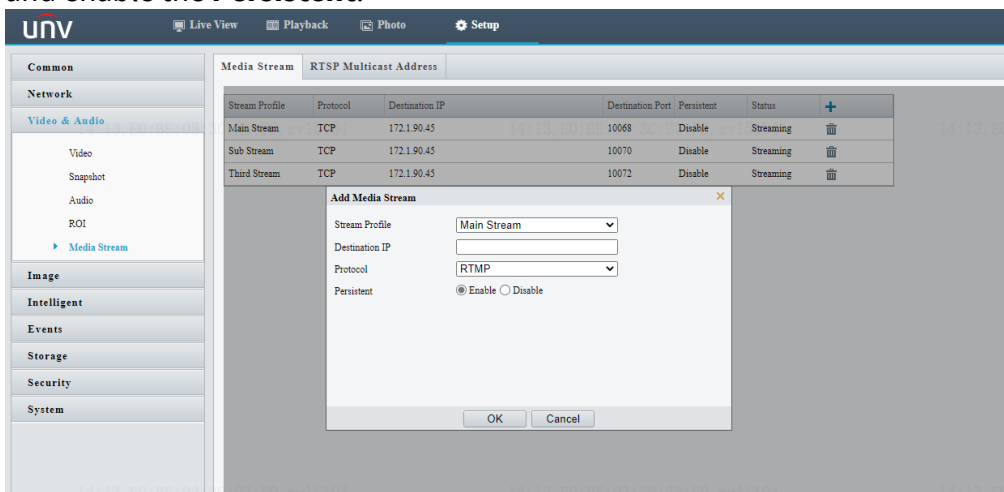 and enable the Persistent.
unv Live View Playback Photo Setup
Common
Network
Video & Audio
Video
Snapshot
Audio
ROI
Media Stream
Image
Intelligent
Events
Storage
Security
System
Media Stream RTSP Multicast Address
Stream Profile Protocol Destination IP Destination Port Persistent Status
Main Stream TCP 172.1.90.45 10068 Disable Streaming
Sub Stream TCP 172.1.90.45 10070 Disable Streaming
Third Stream TCP 172.1.90.45 10072 Disable Streaming
Add Media Stream ×
Stream Profile Main Stream
Destination IP
Protocol RTMP
Persistent Enable Disable
OK Cancel